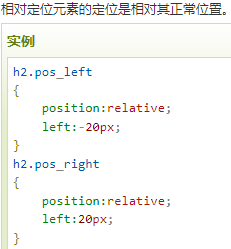 相对定位元素的定位是相对其正常位置。
实例
h2.pos_left
{
    position:relative;
    left:-20px;
}
h2.pos_right
{
    position:relative;
    left:20px;
}